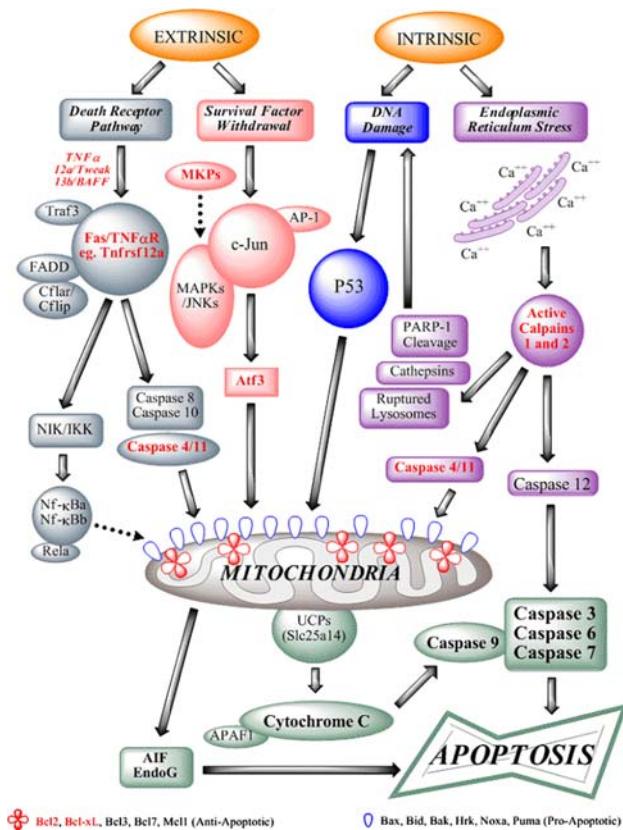 EXTRINSIC
INTRINSIC
Death Receptor
Pathway
Survival Factor
Withdrawal
DNA
Damage
Endoplasmic
Reticulum Stress
TNFα
12a/Tweak
13b/BAFF
MKPs
Ca++
Ca++
Ca++
Ca++
Ca++
Ca++
Traf3
Fas/TNFαR
eg. Tnfrsf12a
FADD
Cflar/
Cflip
AP-1
c-Jun
MAPKs
/JNKs
P53
PARP-1
Cleavage
Cathepsins
Ruptured
Lysosomes
Active
Calpains
1 and 2
Atf3
NIK/IKK
Caspase 8
Caspase 10
Caspase 4/11
Caspase 4/11
Caspase 12
Nf-κBa
Nf-κBb
Rela
MITOCHONDRIA
UCPs
(Slc25a14)
Caspase 9
Caspase 3
Caspase 6
Caspase 7
Cytochrome C
APAF1
AIF
EndoG
APOPTOSIS
Bcl2, Bcl-xL, Bcl3, Bcl7, Mcl1 (Anti-Apoptotic)
Bax, Bid, Bak, Hrk, Noxa, Puma (Pro-Apoptotic)